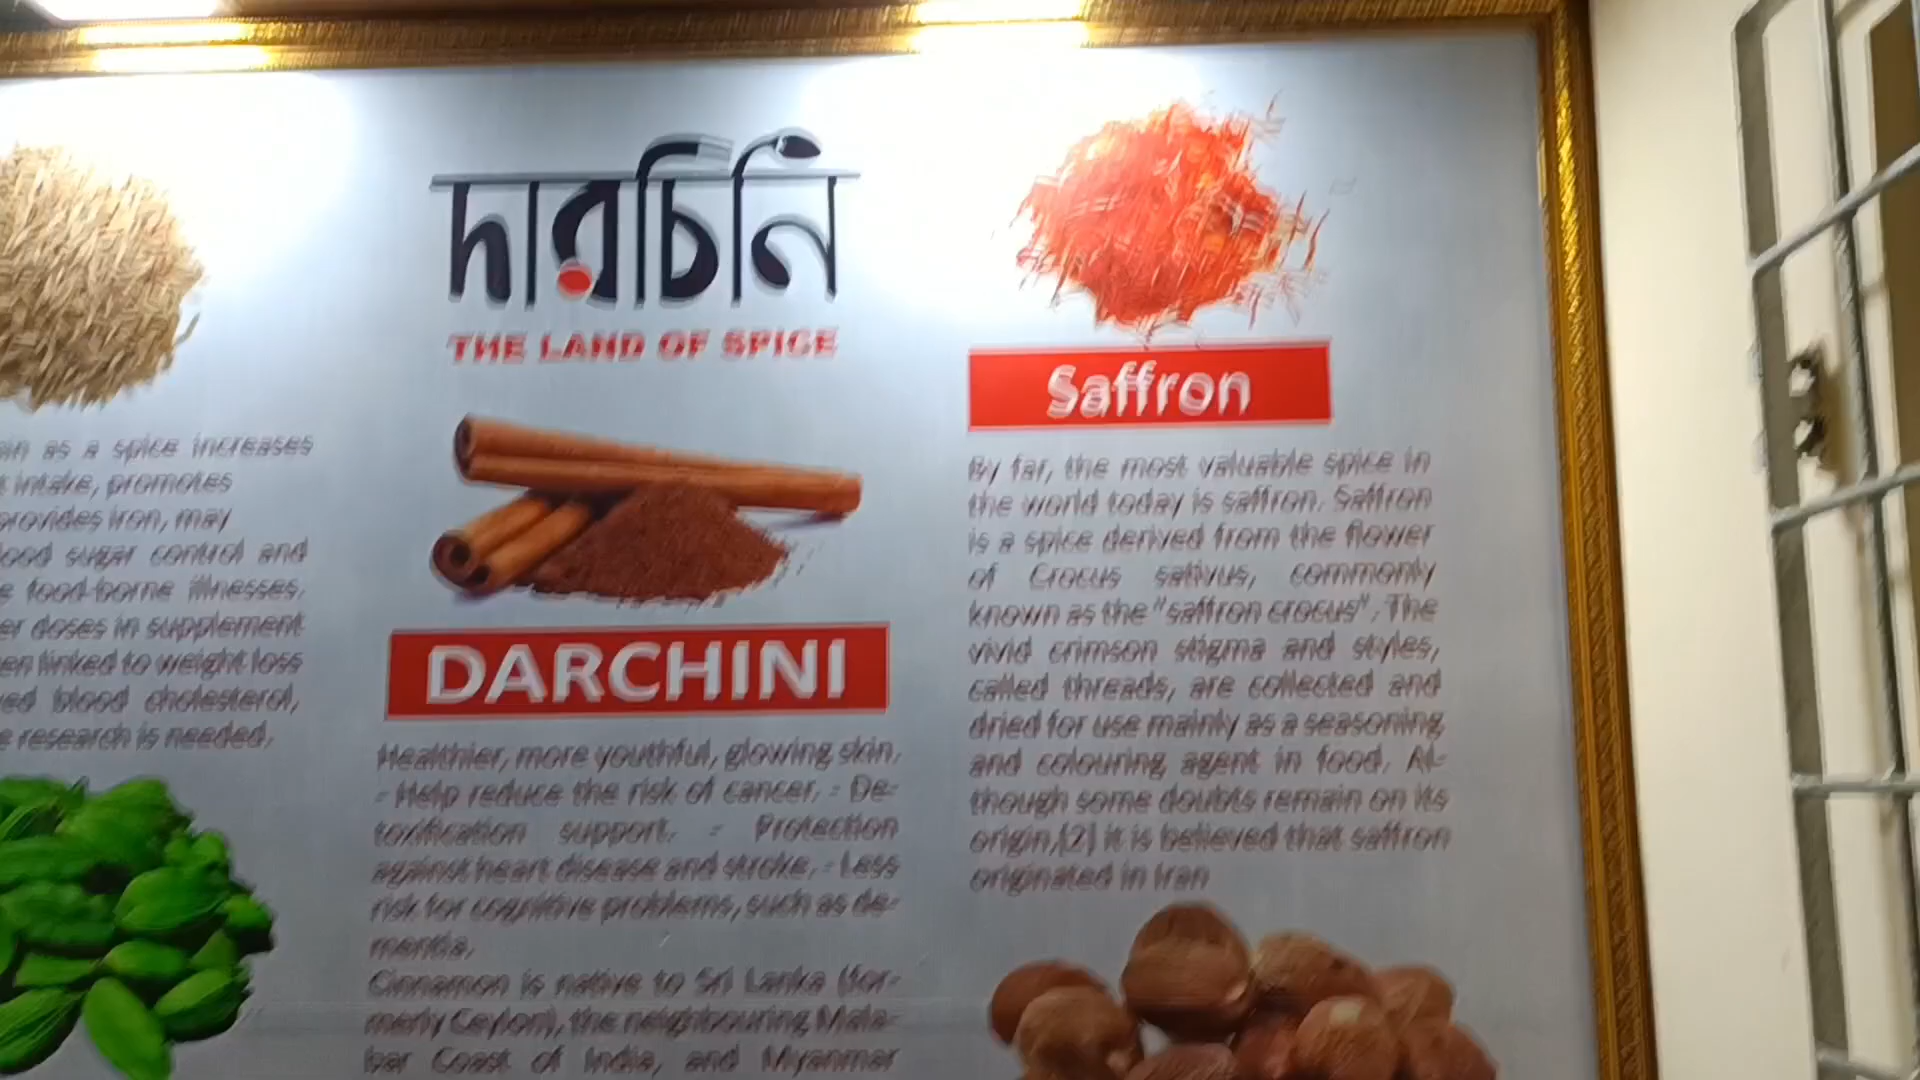 as a spice increases
intake, promotes
provides iron, may
sugar control and
food-borne illnesses.
doses in supplement
linked to weight loss
blood cholesterol,
research is needed.
দারচিনি
THE LAND OF SPICE
DARCHINI
Healthier, more youthful, glowing skin.
- Help reduce the risk of cancer. - De-
toxification support. - Protection
against heart disease and stroke. - Less
risk for cognitive problems, such as de-
mentia.
Cinnamon is native to Sri Lanka (for-
merly Ceylon), the neighbouring Mala-
bar Coast of India, and Myanmar
Saffron
By far, the most valuable spice in
the world today is saffron. Saffron
is a spice derived from the flower
of Crocus sativus, commonly
known as the "saffron crocus". The
vivid crimson stigma and styles,
called threads, are collected and
dried for use mainly as a seasoning
and colouring agent in food. Al-
though some doubts remain on its
origin,[2] it is believed that saffron
originated in Iran